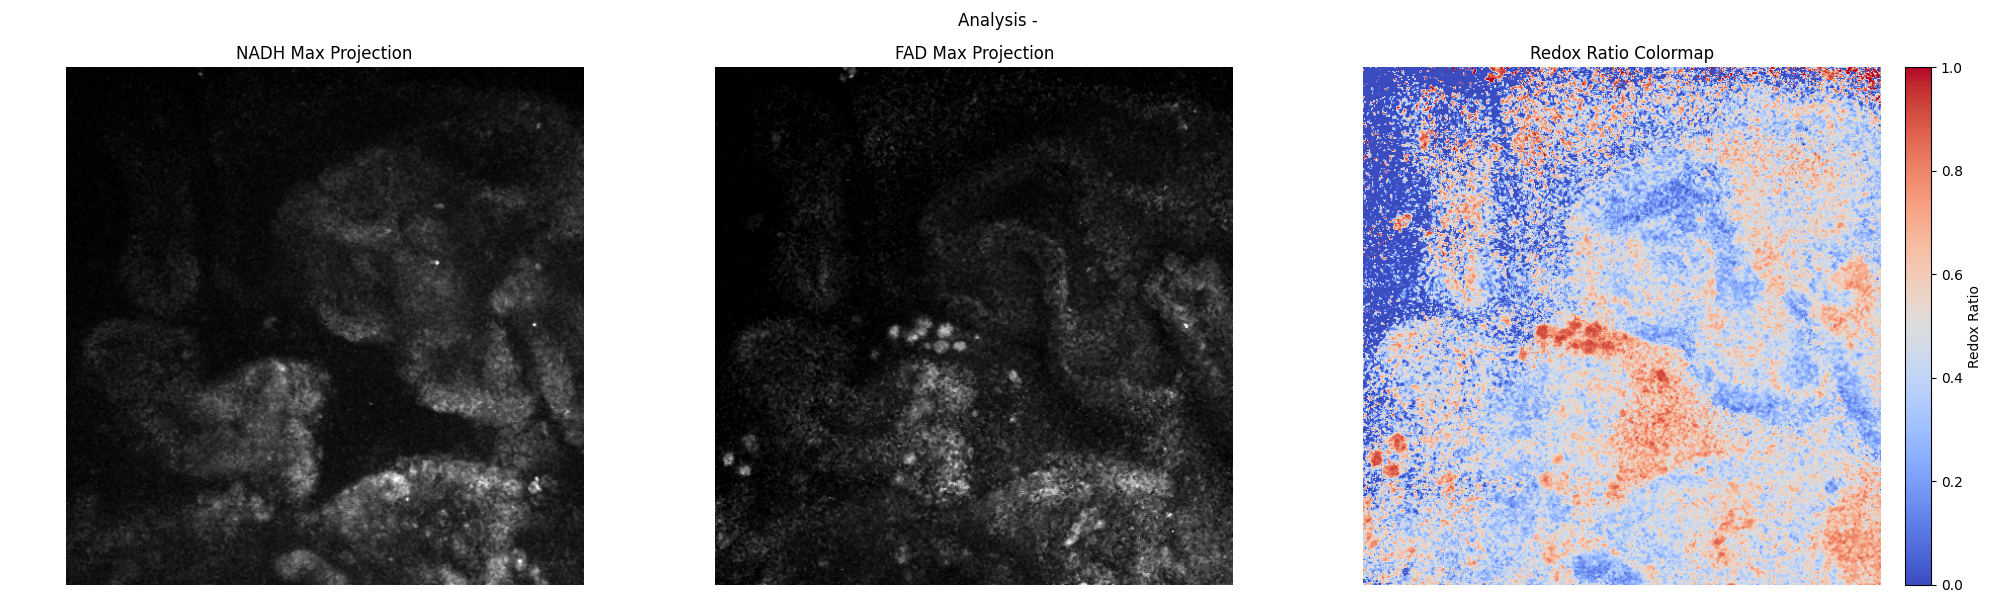 Analysis -
NADH Max Projection
FAD Max Projection
Redox Ratio Colormap
1.0
0.8
0.6
0.4
0.2
0.0
Redox Ratio